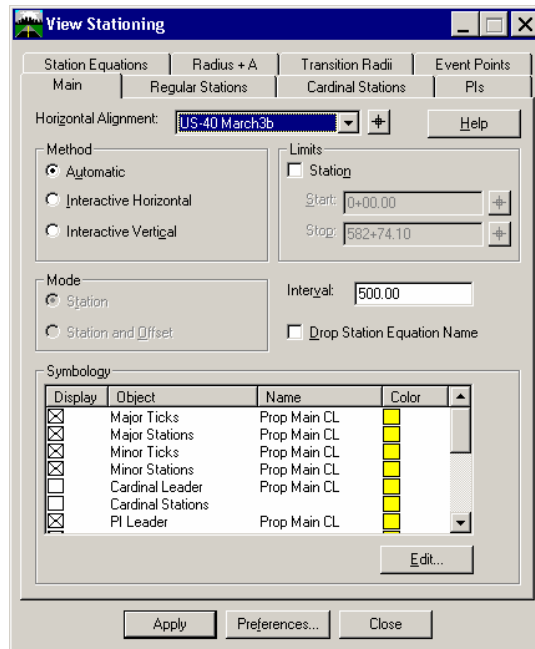 View Stationing
Station Equations Radius + A Transition Radii Event Points
Main Regular Stations Cardinal Stations PIs
Horizontal Alignment: US-40 March3b Help
Method
Automatic
Interactive Horizontal
Interactive Vertical
Limits
Station
Start: 0+00.00
Stop: 582+74.10
Mode
Station
Station and Offset
Interval: 500.00
Drop Station Equation Name
Symbology
Display Object Name Color
Major Ticks Prop Main CL
Major Stations Prop Main CL
Minor Ticks Prop Main CL
Minor Stations Prop Main CL
Cardinal Leader Prop Main CL
Cardinal Stations
PI Leader Prop Main CL
Edit...
Apply Preferences... Close